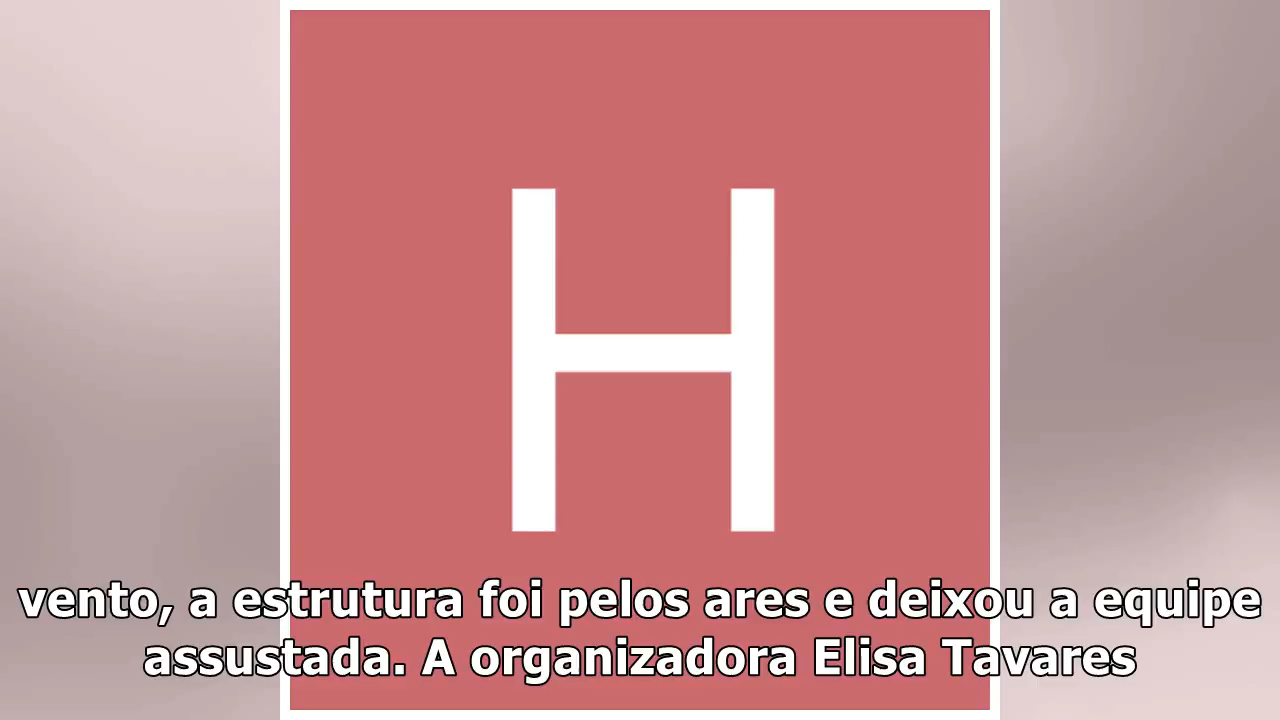 H
vento, a estrutura foi pelos ares e deixou a equipe
assustada. A organizadora Elisa Tavares